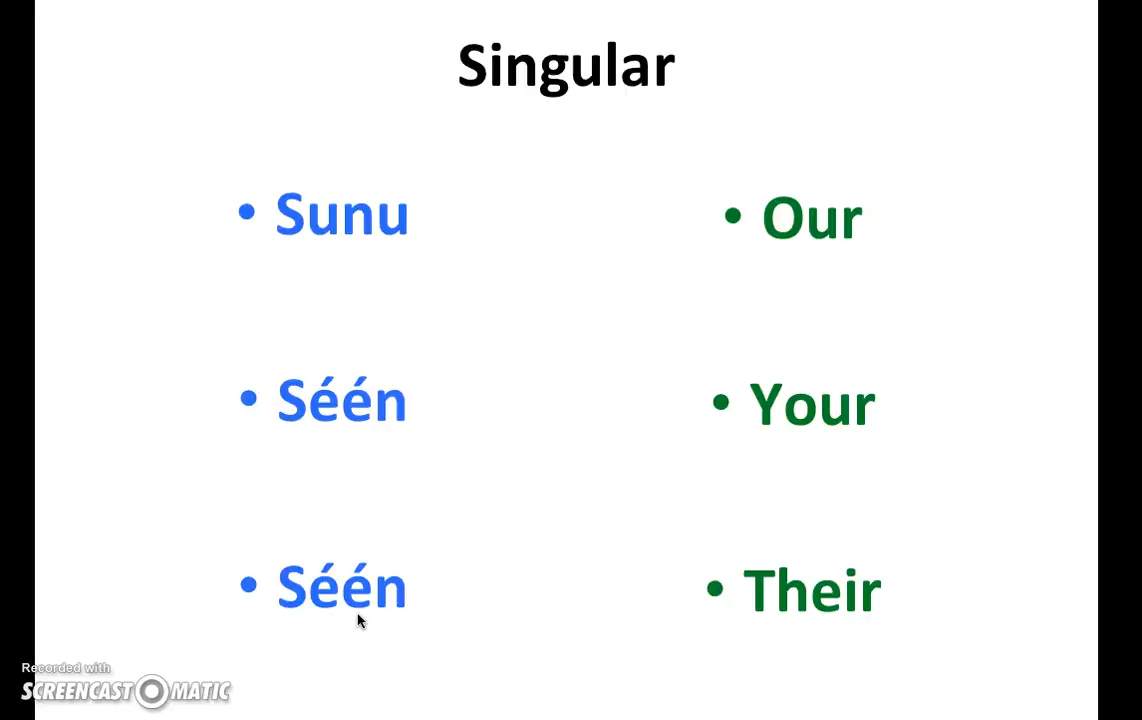 Singular
• Sunu
• Our
• Séén
• Your
• Séén
• Their
Recorded with
SCREENCAST-O-MATIC